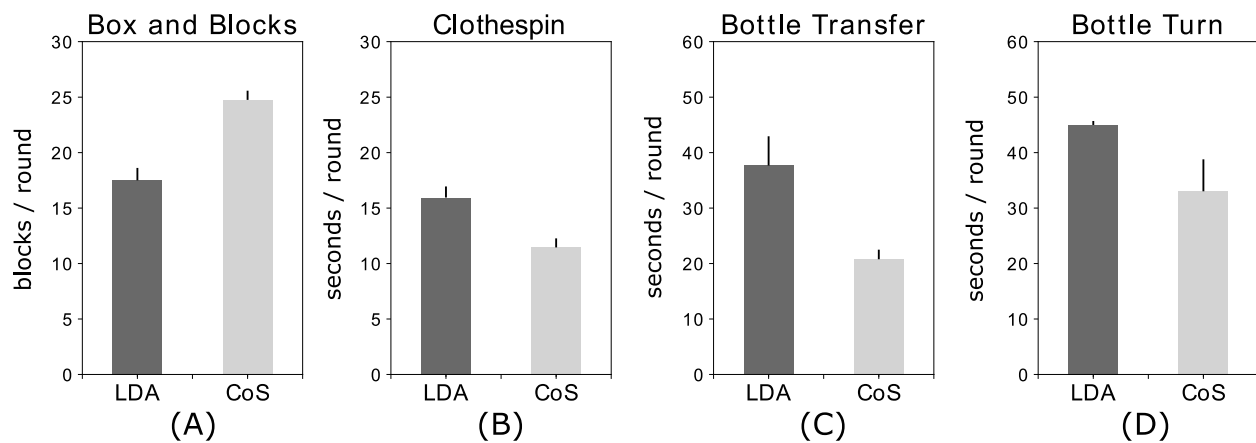 Box and Blocks
blocks / round
30
25
20
15
10
5
0
LDA
CoS
(A)
Clothespin
seconds / round
30
25
20
15
10
5
0
LDA
CoS
(B)
Bottle Transfer
seconds / round
60
50
40
30
20
10
0
LDA
CoS
(C)
Bottle Turn
seconds / round
60
50
40
30
20
10
0
LDA
CoS
(D)